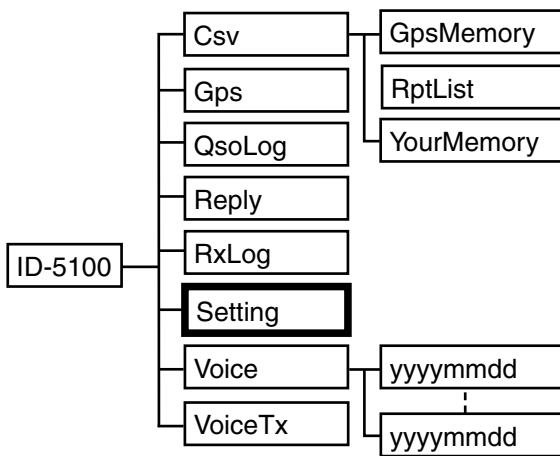 ID-5100
Csv
GpsMemory
RptList
YourMemory
Gps
QsoLog
Reply
RxLog
Setting
Voice
yyyymmdd
yyyymmdd
VoiceTx